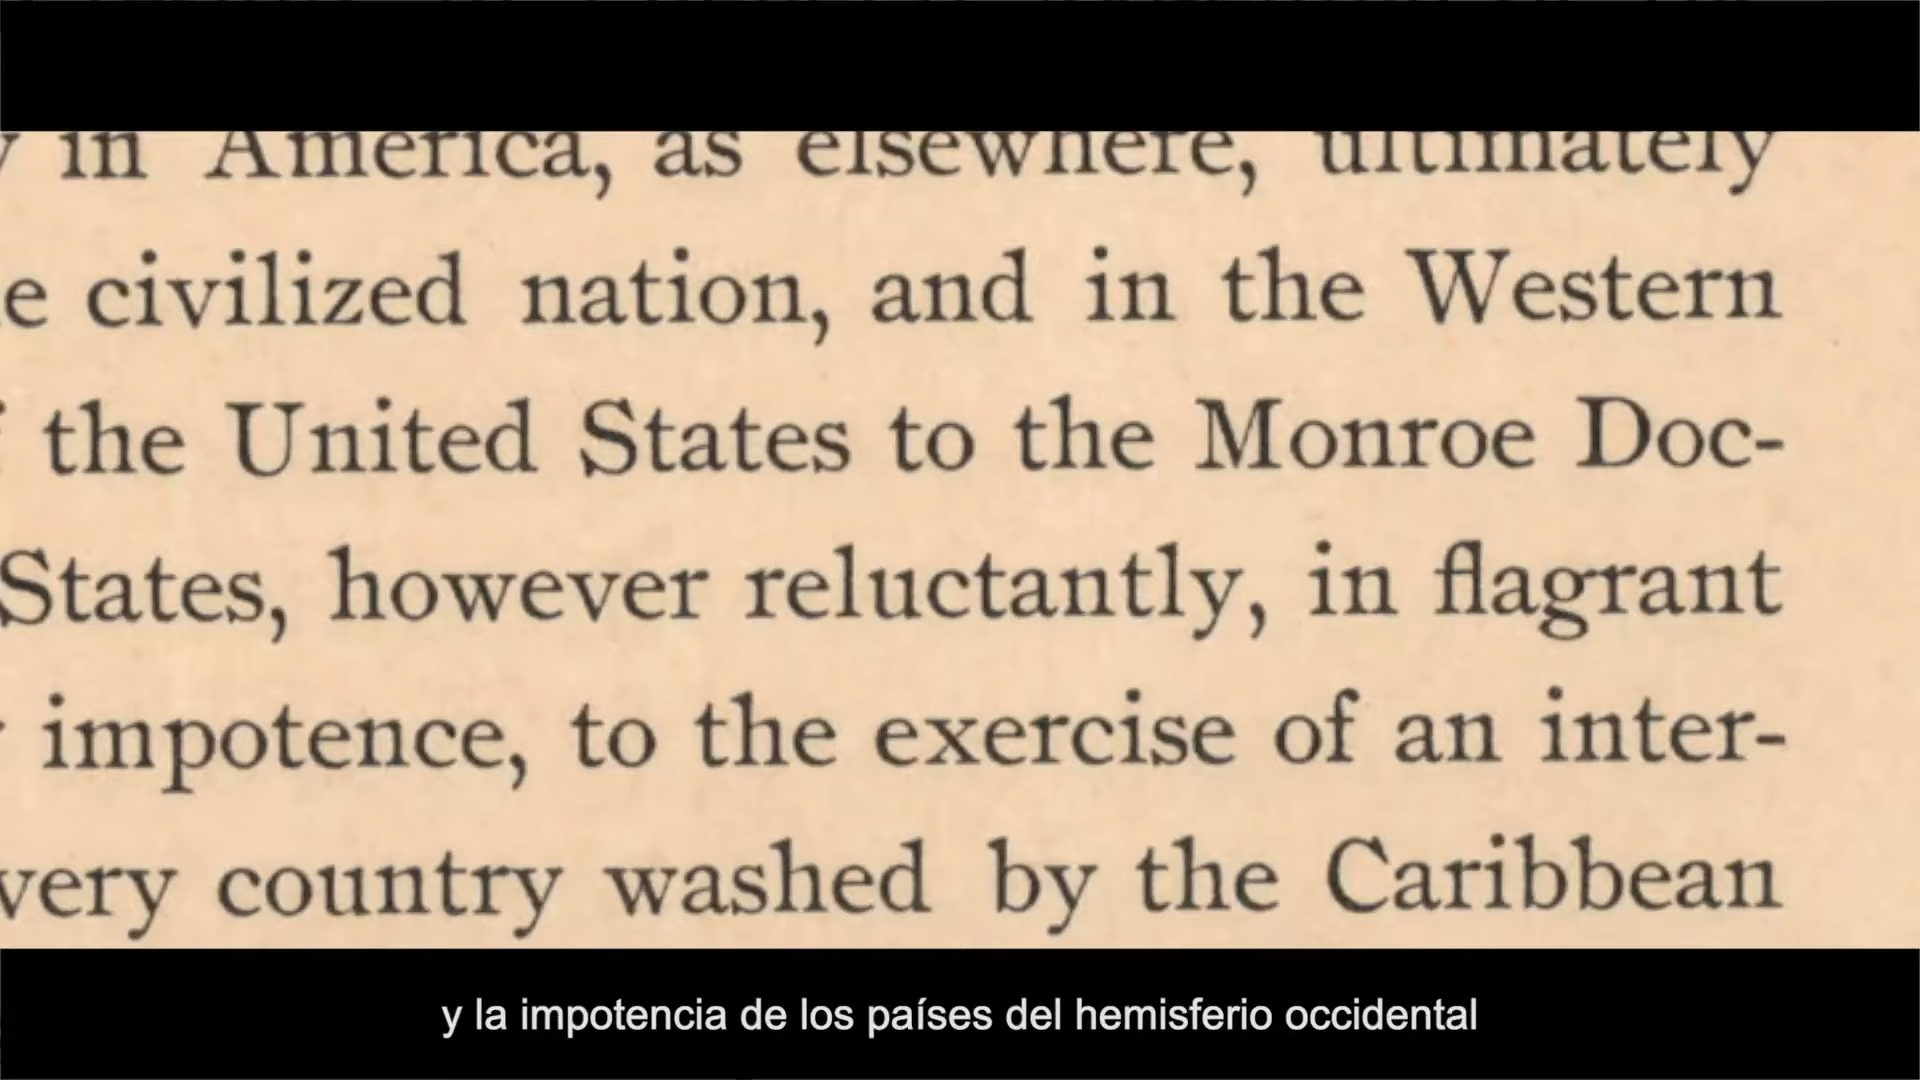 in America, as elsewhere, ultimately
civilized nation, and in the Western
the United States to the Monroe Doc-
States, however reluctantly, in flagrant
impotence, to the exercise of an inter-
very country washed by the Caribbean
y la impotencia de los países del hemisferio occidental